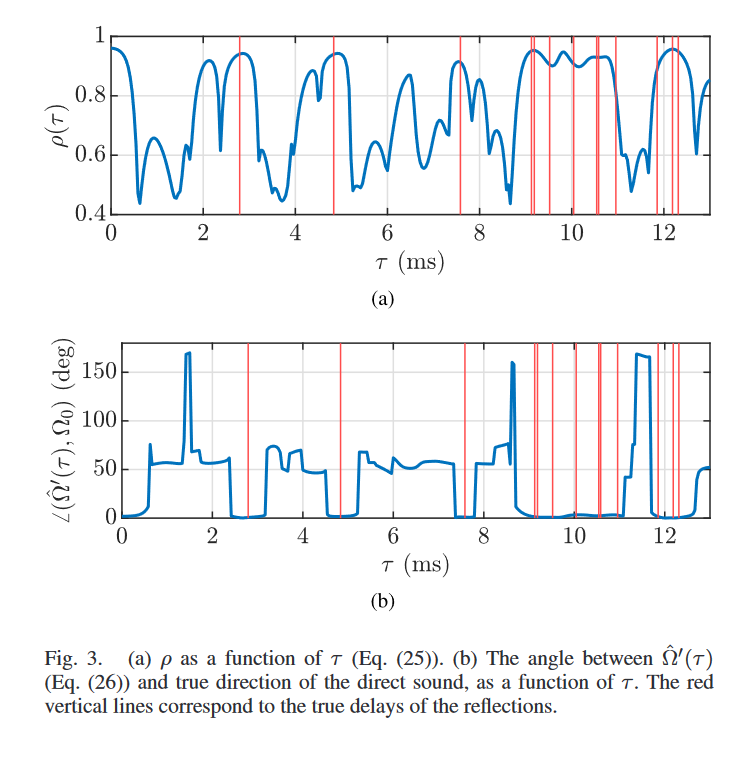 1
0.8
0.6
0.4
ρ(τ)
0 2 4 6 8 10 12
τ (ms)
(a)
150
100
50
0
∠(Ω̂′(τ), Ω₀) (deg)
0 2 4 6 8 10 12
τ (ms)
(b)
Fig. 3. (a) ρ as a function of τ (Eq. (25)). (b) The angle between Ω̂′(τ)
(Eq. (26)) and true direction of the direct sound, as a function of τ. The red
vertical lines correspond to the true delays of the reflections.